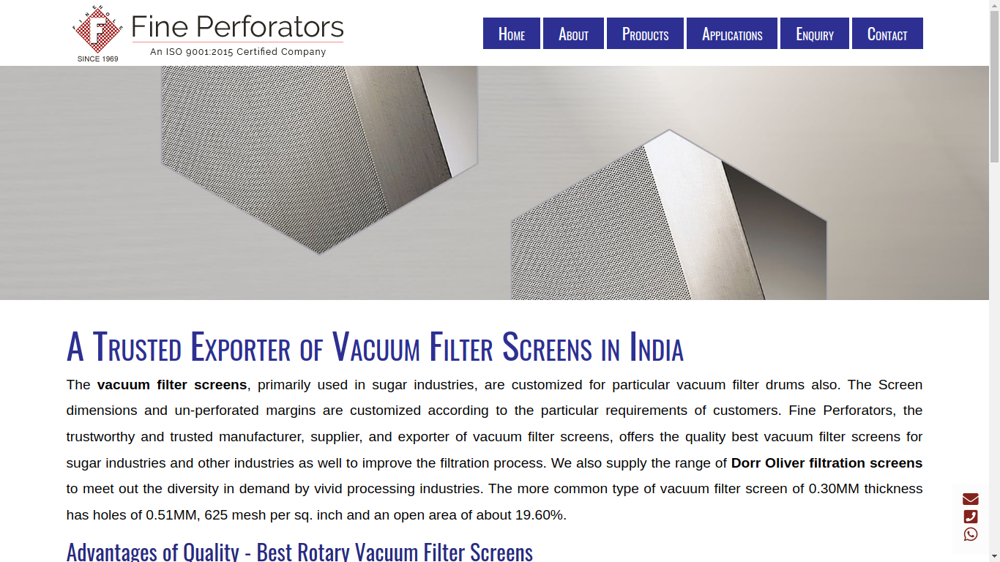 FINEHOLE
F
SINCE 1969
Fine Perforators
An ISO 9001:2015 Certified Company
Home About Products Applications Enquiry Contact
A Trusted Exporter of Vacuum Filter Screens in India
The vacuum filter screens, primarily used in sugar industries, are customized for particular vacuum filter drums also. The Screen
dimensions and un-perforated margins are customized according to the particular requirements of customers. Fine Perforators, the
trustworthy and trusted manufacturer, supplier, and exporter of vacuum filter screens, offers the quality best vacuum filter screens for
sugar industries and other industries as well to improve the filtration process. We also supply the range of Dorr Oliver filtration screens
to meet out the diversity in demand by vivid processing industries. The more common type of vacuum filter screen of 0.30MM thickness
has holes of 0.51MM, 625 mesh per sq. inch and an open area of about 19.60%.
Advantages of Quality - Best Rotary Vacuum Filter Screens